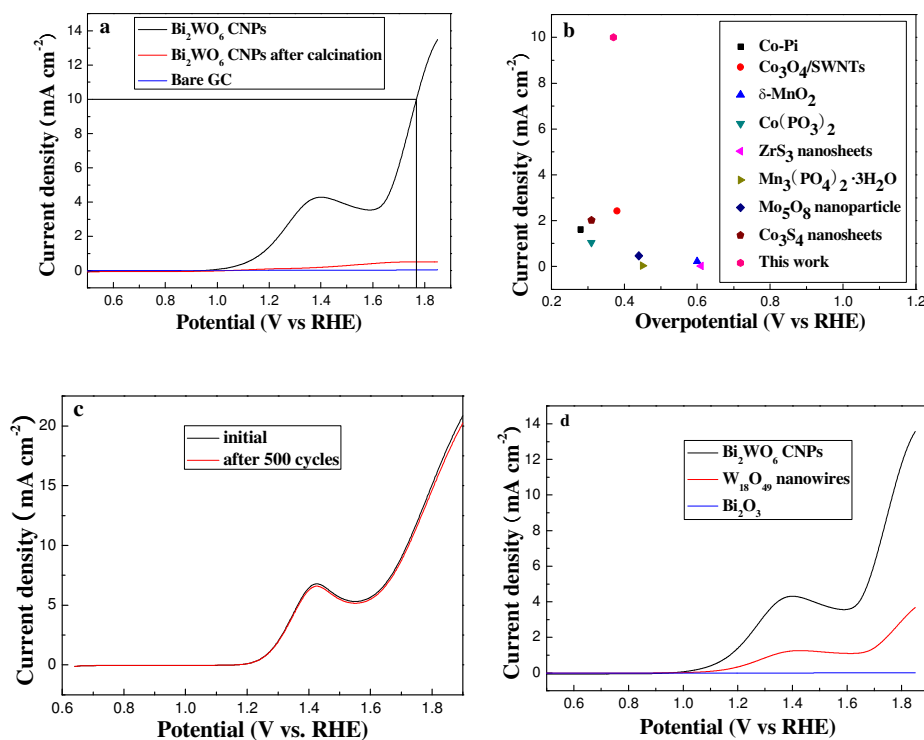 a
Bi₂WO₆ CNPs
Bi₂WO₆ CNPs after calcination
Bare GC
14
12
10
8
6
4
2
0
0.6 0.8 1.0 1.2 1.4 1.6 1.8
Current density (mA cm⁻²)
Potential (V vs RHE)
b
Co-Pi
Co₃O₄/SWNTs
δ-MnO₂
Co(PO₃)₂
ZrS₃ nanosheets
Mn₃(PO₄)₂·3H₂O
Mo₅O₈ nanoparticle
Co₃S₄ nanosheets
This work
10
8
6
4
2
0
0.2 0.4 0.6 0.8 1.0 1.2
Current density (mA cm⁻²)
Overpotential (V vs RHE)
c
initial
after 500 cycles
20
15
10
5
0
0.6 0.8 1.0 1.2 1.4 1.6 1.8
Current density (mA cm⁻²)
Potential (V vs. RHE)
d
Bi₂WO₆ CNPs
W₁₈O₄₉ nanowires
Bi₂O₃
14
12
10
8
6
4
2
0
0.6 0.8 1.0 1.2 1.4 1.6 1.8
Current density (mA cm⁻²)
Potential (V vs RHE)